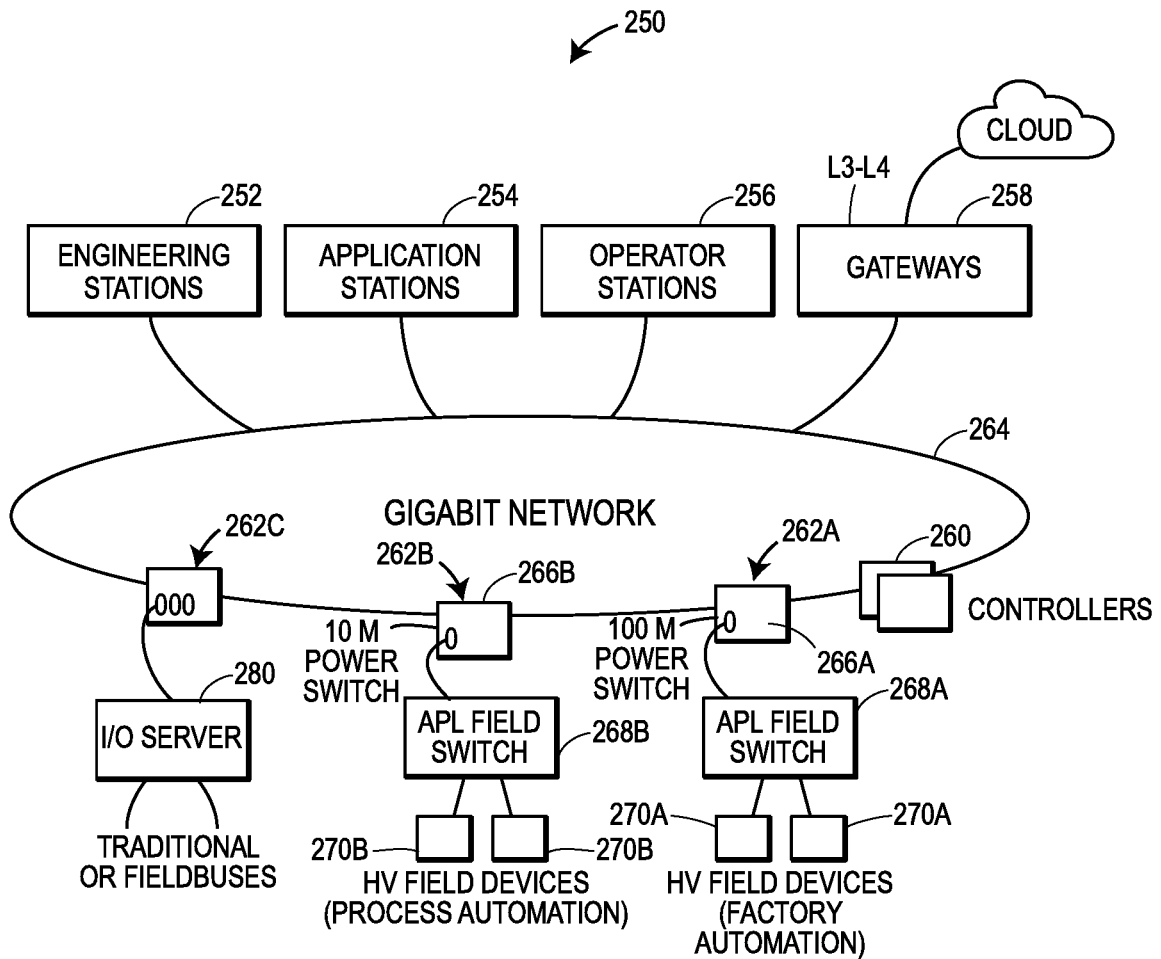 250
CLOUD
L3-L4
252
254
256
258
ENGINEERING
STATIONS
APPLICATION
STATIONS
OPERATOR
STATIONS
GATEWAYS
264
GIGABIT NETWORK
262C
262B
266B
262A
260
000
0
0
CONTROLLERS
10 M
POWER
SWITCH
100 M
POWER
SWITCH
266A
280
I/O SERVER
APL FIELD
SWITCH
268B
APL FIELD
SWITCH
268A
TRADITIONAL
OR FIELDBUSES
270B
270B
270A
270A
HV FIELD DEVICES
(PROCESS AUTOMATION)
HV FIELD DEVICES
(FACTORY
AUTOMATION)